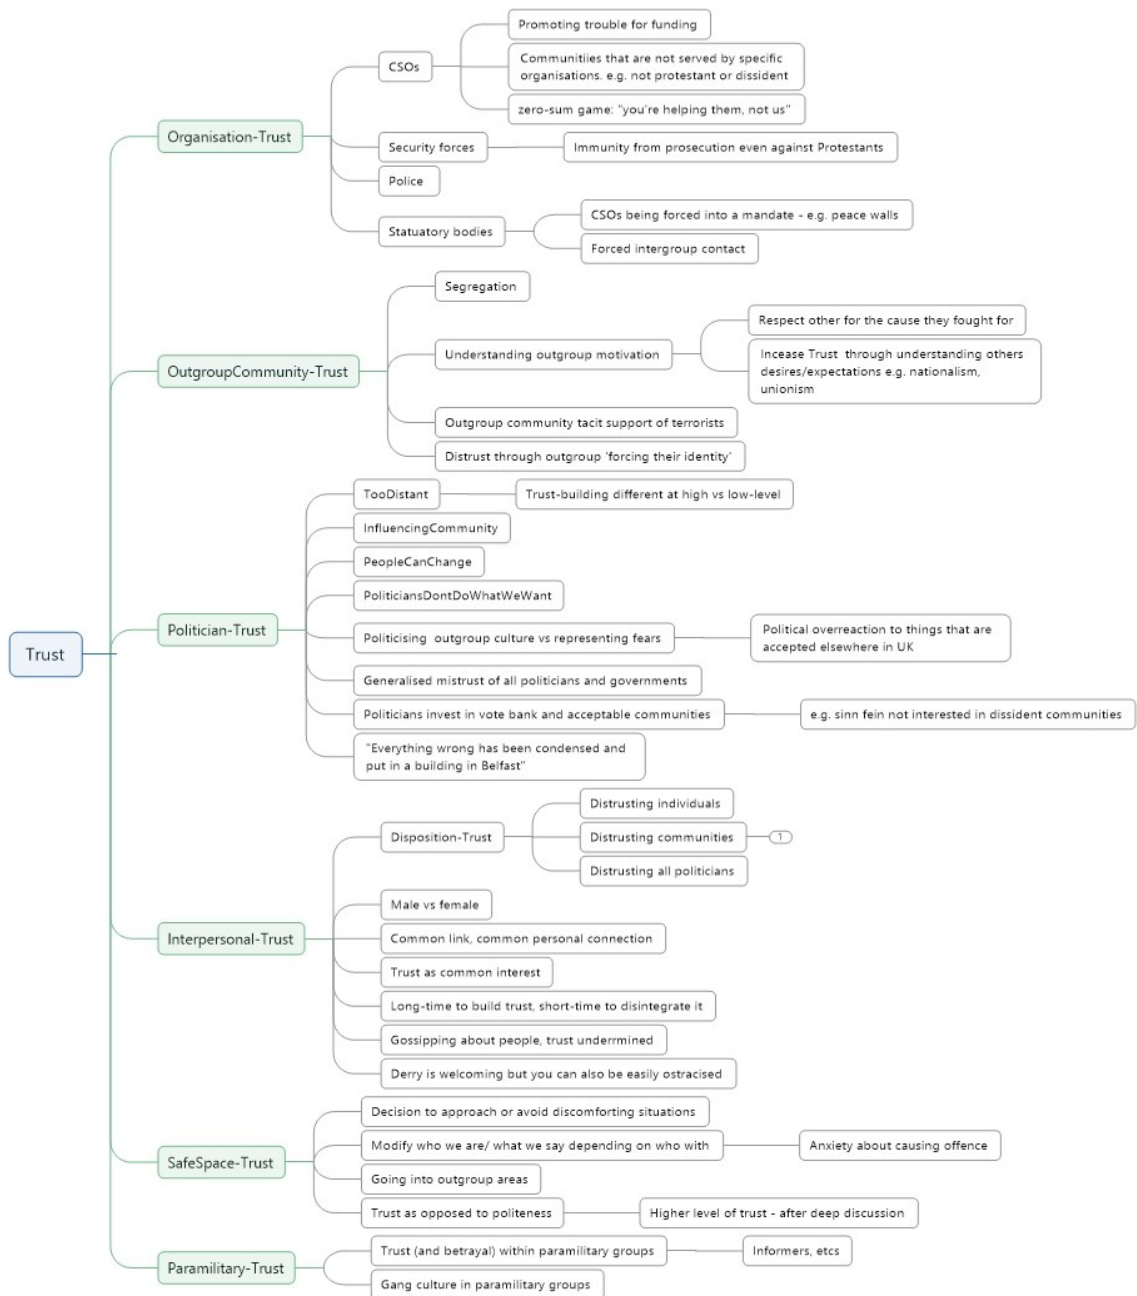 Promoting trouble for funding
CSOs
Communitiies that are not served by specific
organisations. e.g. not protestant or dissident
zero-sum game: "you're helping them, not us"
Organisation-Trust
Security forces
Immunity from prosecution even against Protestants
Police
Statuatory bodies
CSOs being forced into a mandate - e.g. peace walls
Forced intergroup contact
Segregation
Respect other for the cause they fought for
OutgroupCommunity-Trust
Understanding outgroup motivation
Incease Trust through understanding others
desires/expectations e.g. nationalism,
unionism
Outgroup community tacit support of terrorists
Distrust through outgroup 'forcing their identity'
TooDistant
Trust-building different at high vs low-level
InfluencingCommunity
PeopleCanChange
PoliticiansDontDoWhatWeWant
Trust
Politician-Trust
Politicising outgroup culture vs representing fears
Political overreaction to things that are
accepted elsewhere in UK
Generalised mistrust of all politicians and governments
Politicians invest in vote bank and acceptable communities
e.g. sinn fein not interested in dissident communities
"Everything wrong has been condensed and
put in a building in Belfast"
Disposition-Trust
Distrusting individuals
Distrusting communities
1
Distrusting all politicians
Male vs female
Interpersonal-Trust
Common link, common personal connection
Trust as common interest
Long-time to build trust, short-time to disintegrate it
Gossipping about people, trust underrmined
Derry is welcoming but you can also be easily ostracised
Decision to approach or avoid discomforting situations
Modify who we are/ what we say depending on who with
Anxiety about causing offence
SafeSpace-Trust
Going into outgroup areas
Trust as opposed to politeness
Higher level of trust - after deep discussion
Paramilitary-Trust
Trust (and betrayal) within paramilitary groups
Informers, etcs
Gang culture in paramilitary groups